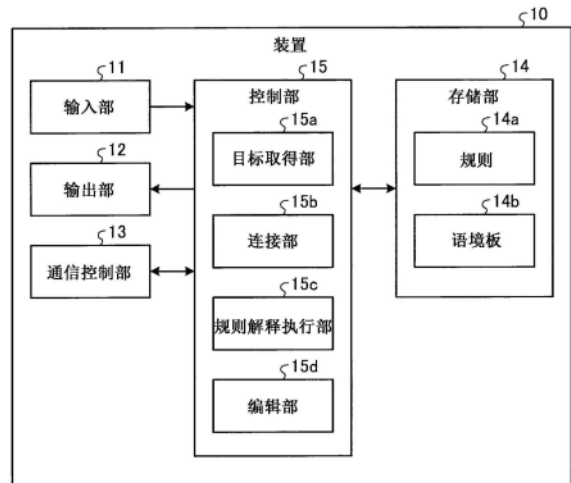 10
装置
11
输入部
12
输出部
13
通信控制部
15
控制部
15a
目标取得部
15b
连接部
15c
规则解释执行部
15d
编辑部
14
存储部
14a
规则
14b
语境板